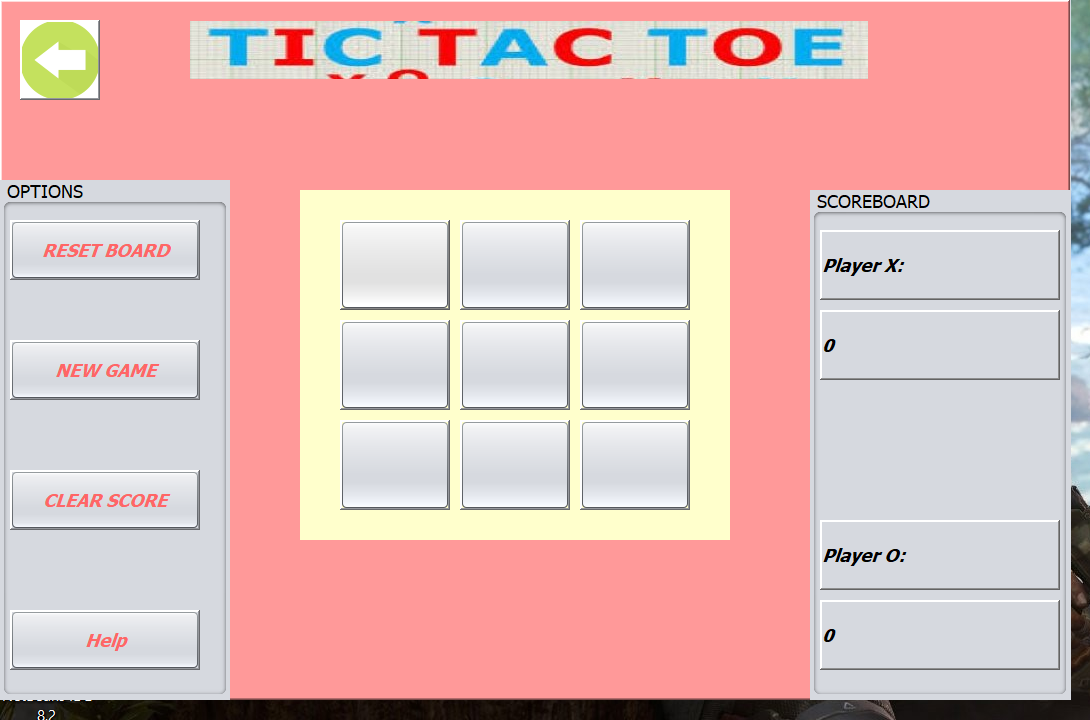 TIC TAC TOE
OPTIONS
RESET BOARD
NEW GAME
CLEAR SCORE
Help
SCOREBOARD
Player X:
0
Player O:
0
8.2